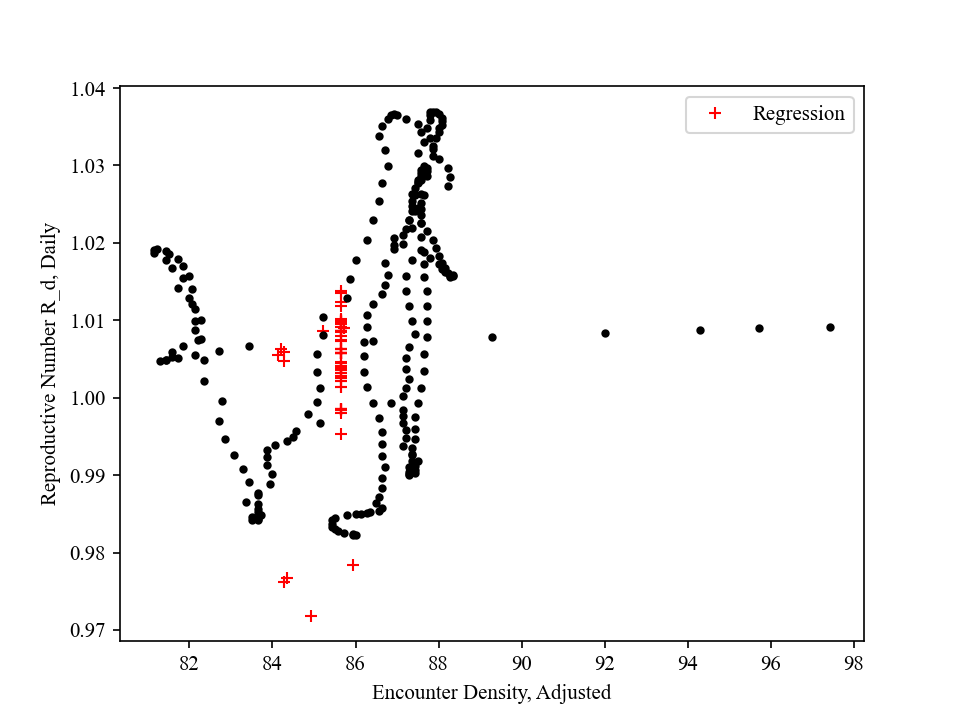 1.04
Regression
1.03
1.02
1.01
1.00
0.99
0.98
0.97
Reproductive Number R_d, Daily
82 84 86 88 90 92 94 96 98
Encounter Density, Adjusted